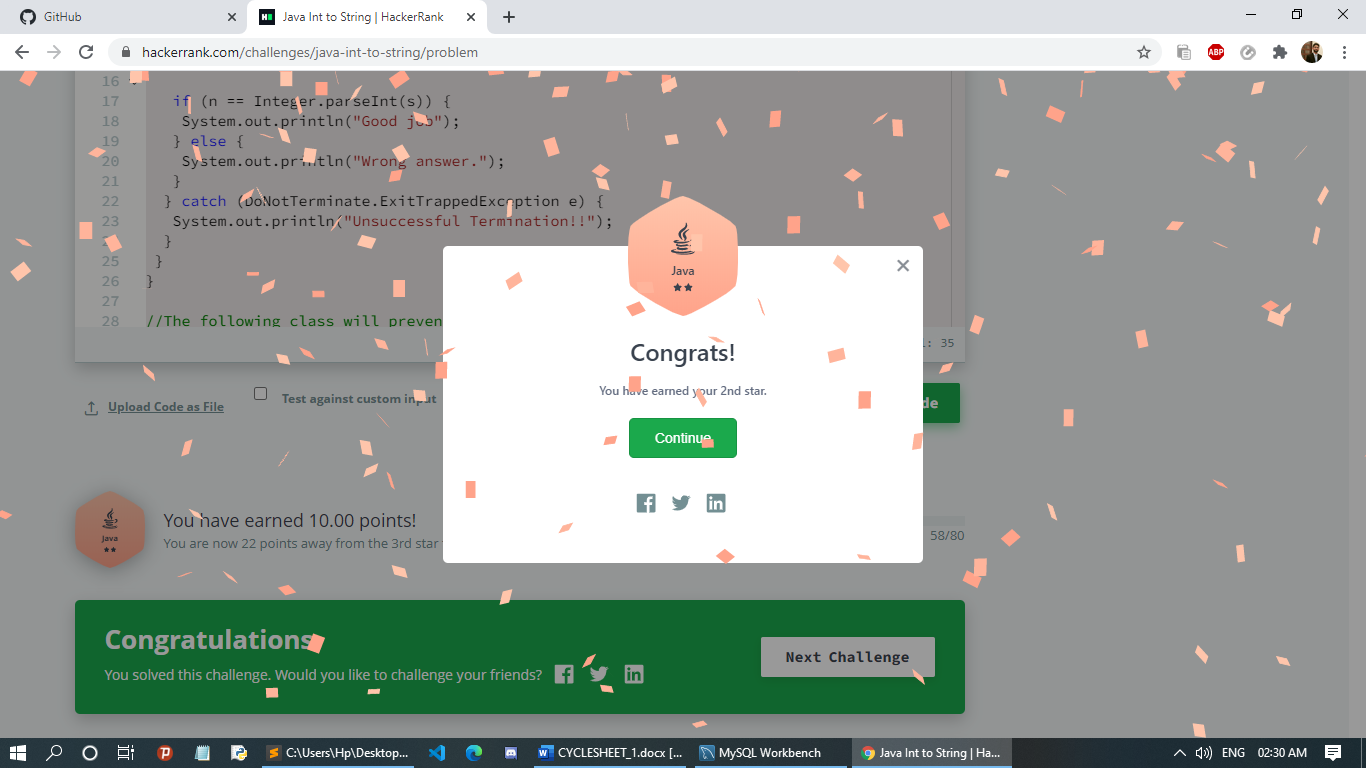 GitHub
Java Int to String | HackerRank
hackerrank.com/challenges/java-int-to-string/problem
ABP
16
17 if (n == Integer.parseInt(s)) {
18 System.out.println("Good job");
19 } else {
20 System.out.println("Wrong answer.");
21 }
22 } catch (DoNotTerminate.ExitTrappedException e) {
23 System.out.println("Unsuccessful Termination!!");
}
25 }
26 }
27
28 //The following class will preven
: 35
Java
Congrats!
You have earned your 2nd star.
Continue
Upload Code as File
Test against custom input
de
Java
You have earned 10.00 points!
You are now 22 points away from the 3rd star
58/80
Congratulations
You solved this challenge. Would you like to challenge your friends?
Next Challenge
C:\Users\Hp\Desktop...
CYCLESHEET_1.docx [...
MySQL Workbench
Java Int to String | Ha...
ENG
02:30 AM